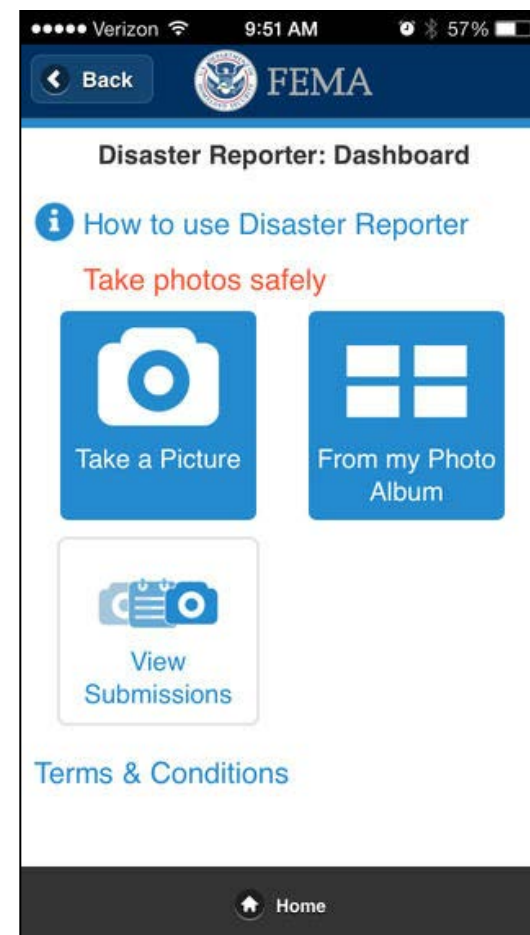 Verizon 9:51 AM 57%
Back FEMA
Disaster Reporter: Dashboard
How to use Disaster Reporter
Take photos safely
Take a Picture
From my Photo
Album
View
Submissions
Terms & Conditions
Home